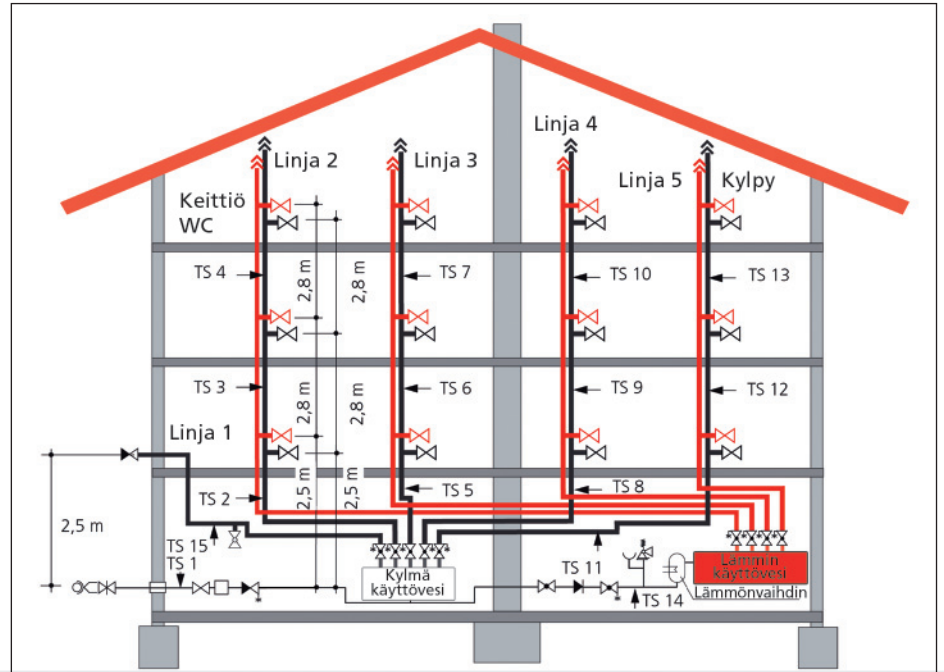 Linja 4
Linja 2
Linja 3
Linja 5
Kylpy
Keittiö
WC
TS 4
2,8 m
2,8 m
TS 7
TS 10
TS 13
TS 3
2,8 m
2,8 m
TS 6
TS 9
TS 12
Linja 1
TS 2
2,5 m
2,5 m
TS 5
TS 8
2,5 m
TS 15
TS 1
Kylmä
käyttövesi
TS 11
TS 14
Lämmin
käyttövesi
Lämmönvaihdin